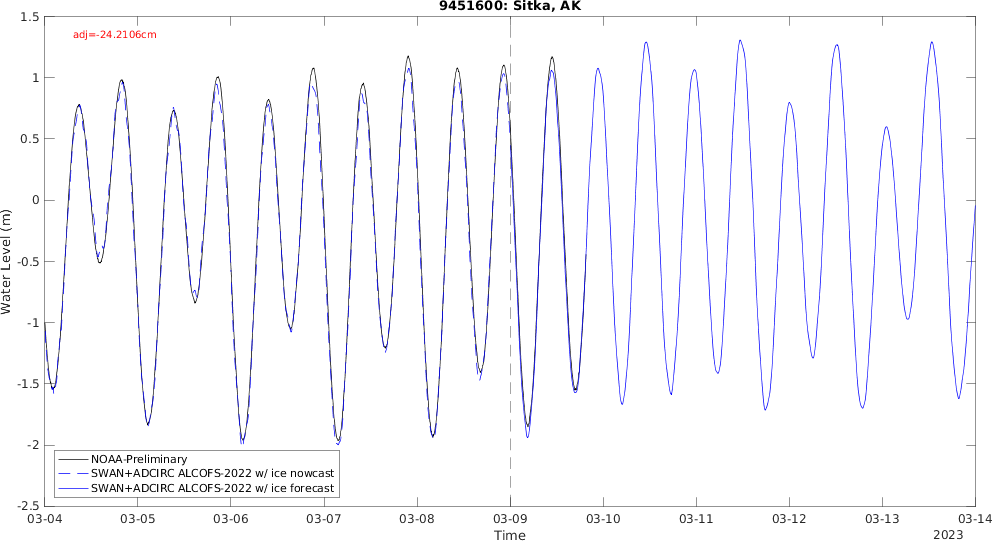 9451600: Sitka, AK
adj=-24.2106cm
1.5
1
0.5
0
-0.5
-1
-1.5
-2
-2.5
Water Level (m)
NOAA-Preliminary
SWAN+ADCIRC ALCOFS-2022 w/ ice nowcast
SWAN+ADCIRC ALCOFS-2022 w/ ice forecast
03-04 03-05 03-06 03-07 03-08 03-09 03-10 03-11 03-12 03-13 03-14
Time
2023